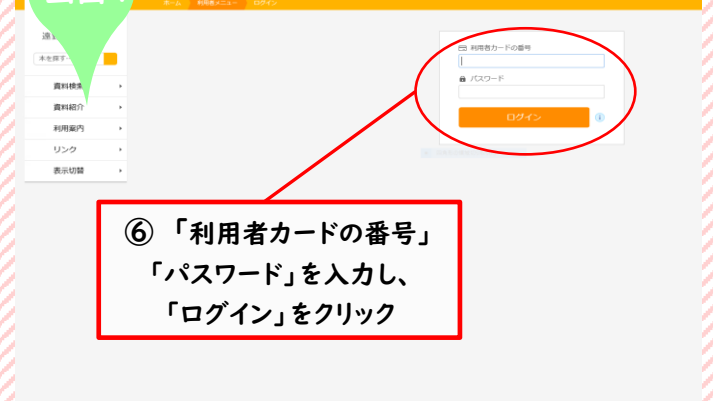 ホーム 利用者メニュー ログイン
本を探す
資料検索
資料紹介
利用案内
リンク
表示切替
利用者カードの番号
パスワード
ログイン
⑥ 「利用者カードの番号」
「パスワード」を入力し、
「ログイン」をクリック